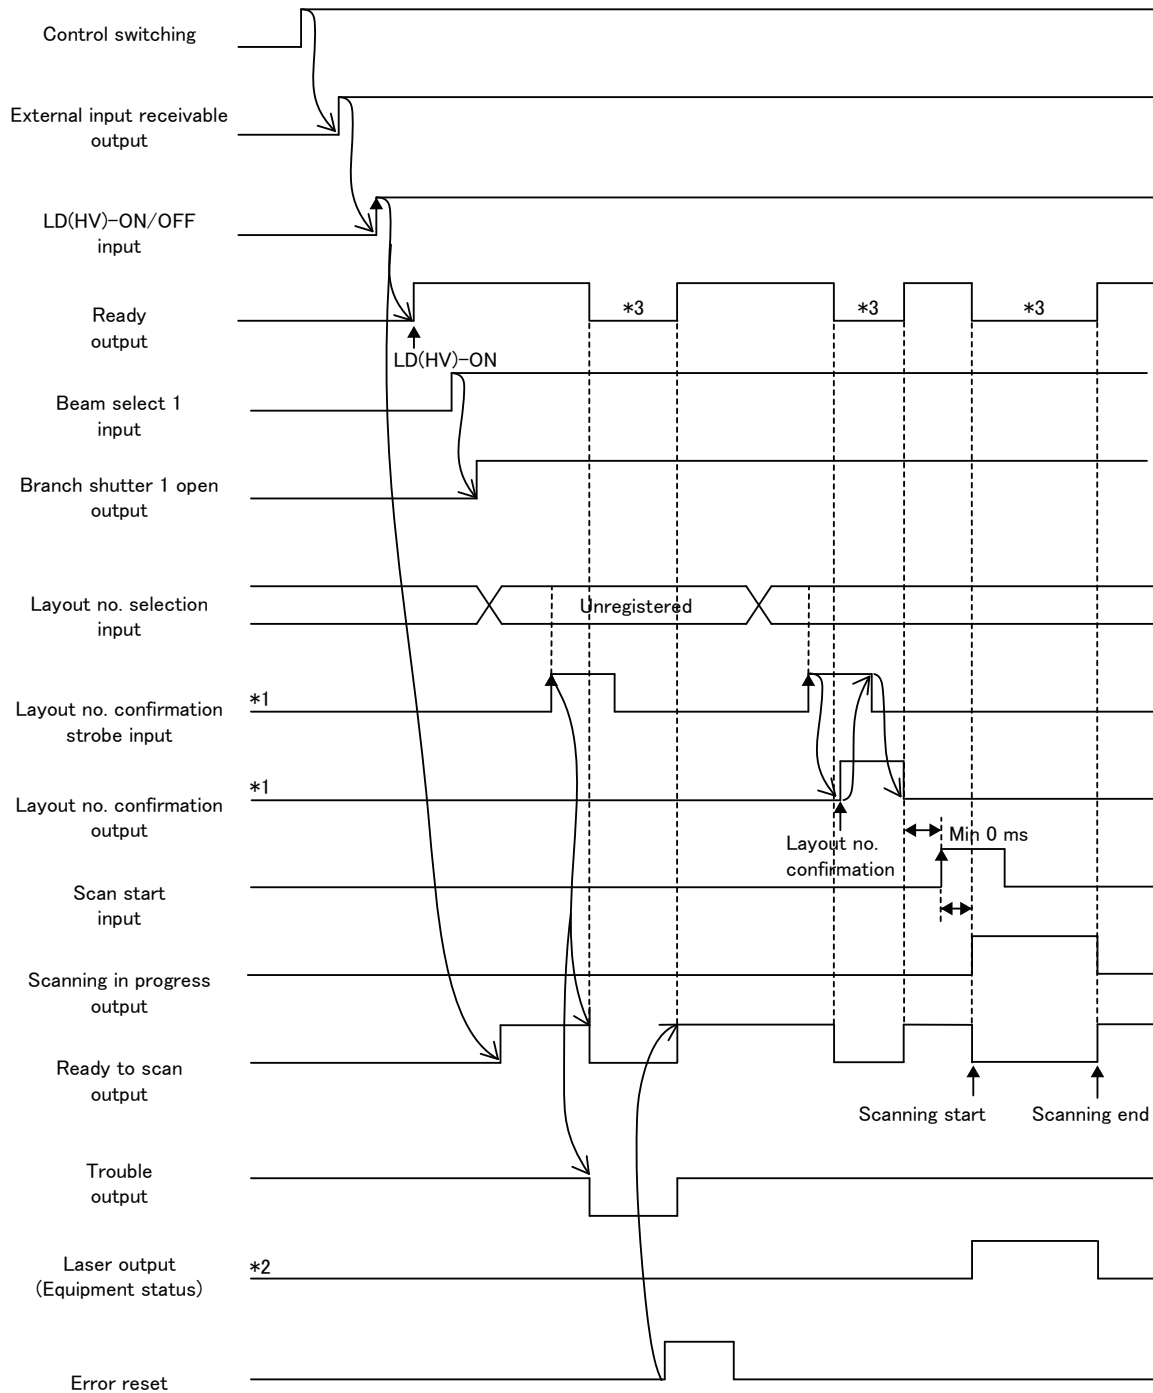 Control switching
External input receivable
output
LD(HV)-ON/OFF
input
Ready
output
*3
*3
*3
LD(HV)-ON
Beam select 1
input
Branch shutter 1 open
output
Layout no. selection
input
Unregistered
Layout no. confirmation
strobe input
*1
Layout no. confirmation
output
*1
Layout no.
confirmation
Min 0 ms
Scan start
input
Scanning in progress
output
Ready to scan
output
Scanning start
Scanning end
Trouble
output
Laser output
(Equipment status)
*2
Error reset